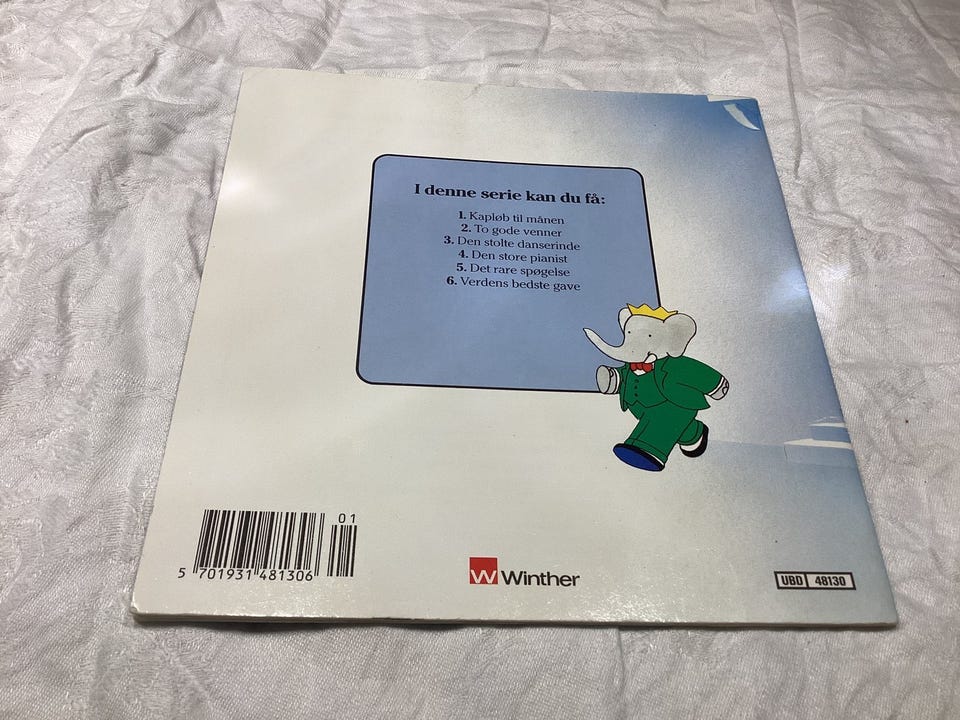 I denne serie kan du få:
1. Kapløb til månen
2. To gode venner
3. Den stolte danserinde
4. Den store pianist
5. Det rare spøgelse
6. Verdens bedste gave
01
5 701931 481306
W Winther
UBD 48130